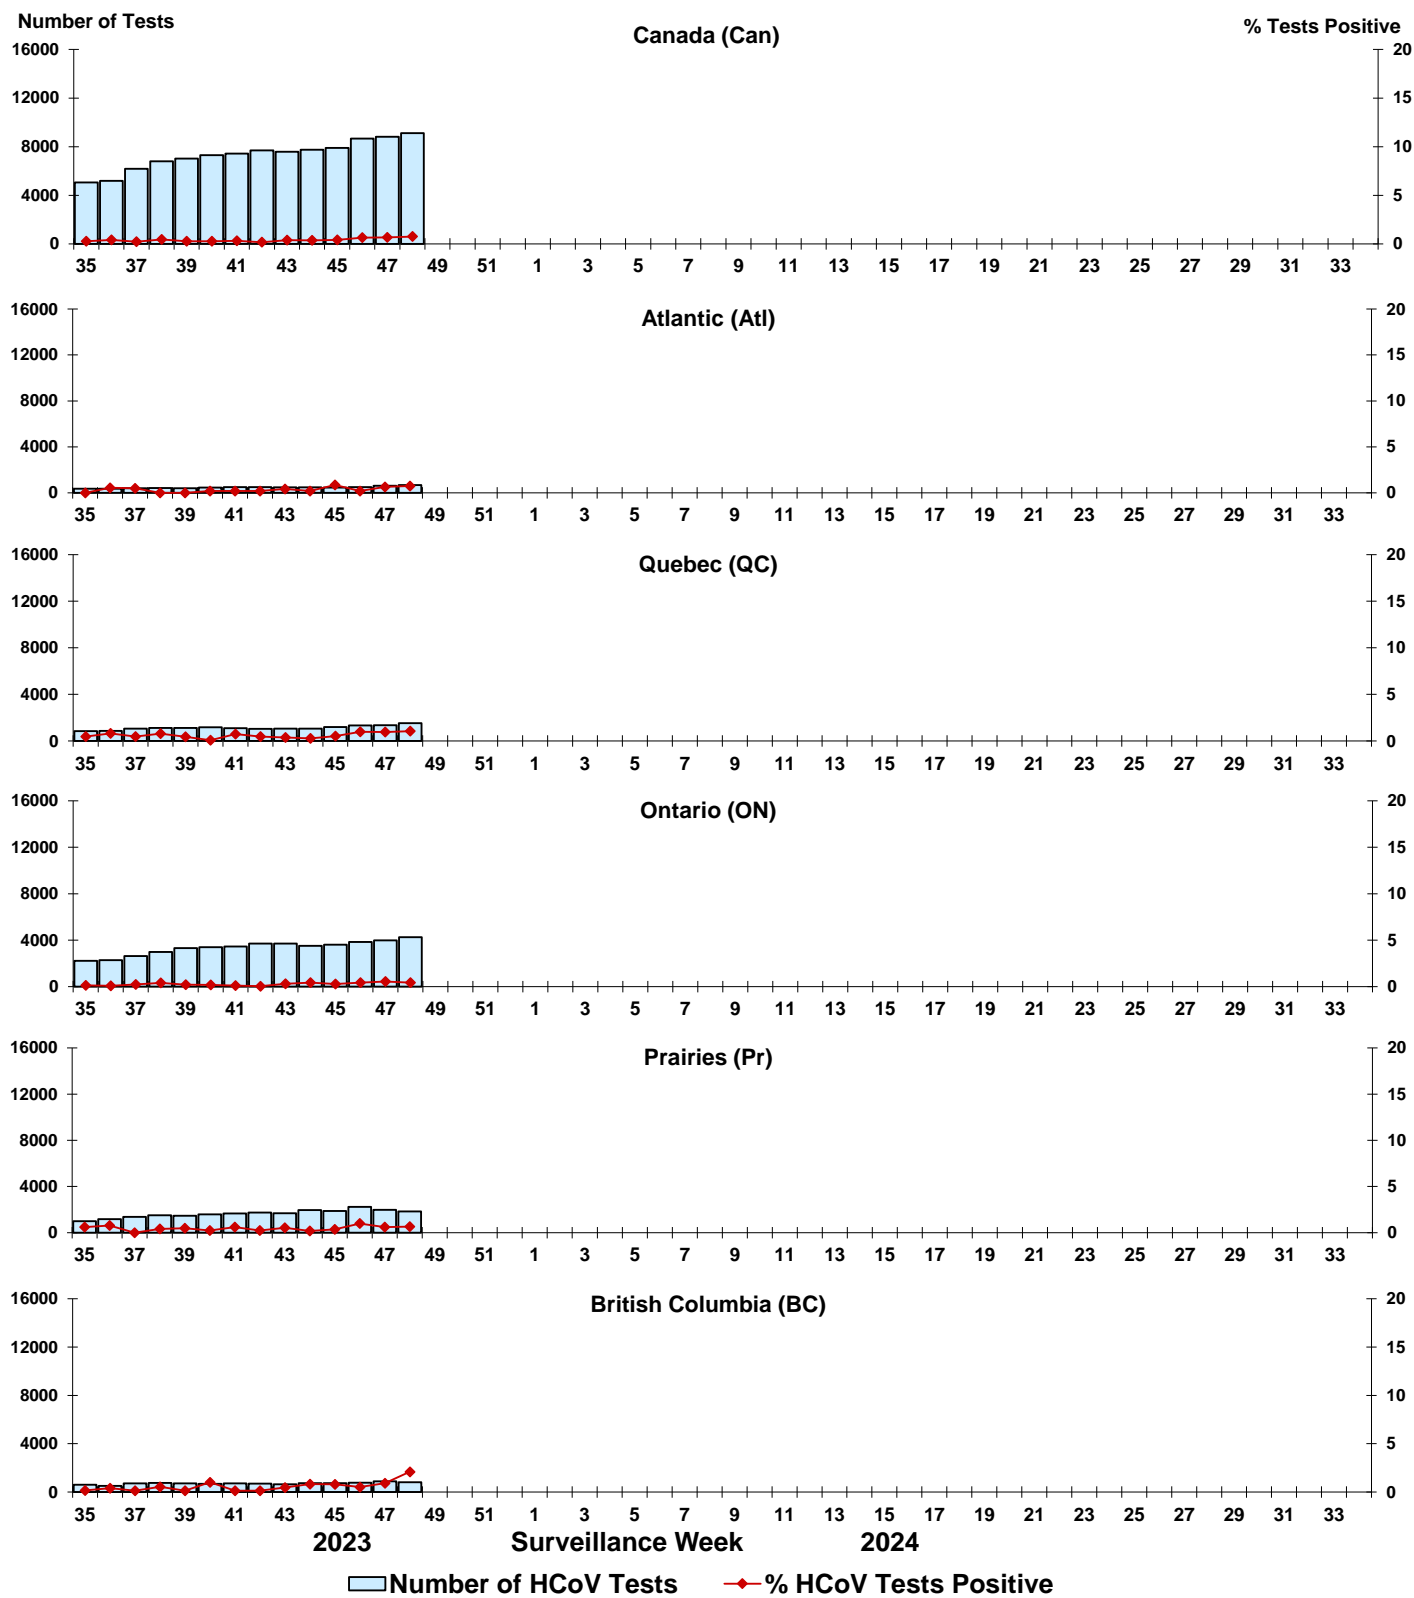 Number of Tests
Canada (Can)
% Tests Positive
16000 20
12000 15
8000 10
4000 5
0 0
35 37 39 41 43 45 47 49 51 1 3 5 7 9 11 13 15 17 19 21 23 25 27 29 31 33
Atlantic (Atl)
16000 20
12000 15
8000 10
4000 5
0 0
35 37 39 41 43 45 47 49 51 1 3 5 7 9 11 13 15 17 19 21 23 25 27 29 31 33
Quebec (QC)
16000 20
12000 15
8000 10
4000 5
0 0
35 37 39 41 43 45 47 49 51 1 3 5 7 9 11 13 15 17 19 21 23 25 27 29 31 33
Ontario (ON)
16000 20
12000 15
8000 10
4000 5
0 0
35 37 39 41 43 45 47 49 51 1 3 5 7 9 11 13 15 17 19 21 23 25 27 29 31 33
Prairies (Pr)
16000 20
12000 15
8000 10
4000 5
0 0
35 37 39 41 43 45 47 49 51 1 3 5 7 9 11 13 15 17 19 21 23 25 27 29 31 33
British Columbia (BC)
16000 20
12000 15
8000 10
4000 5
0 0
35 37 39 41 43 45 47 49 51 1 3 5 7 9 11 13 15 17 19 21 23 25 27 29 31 33
2023 Surveillance Week 2024
Number of HCoV Tests % HCoV Tests Positive